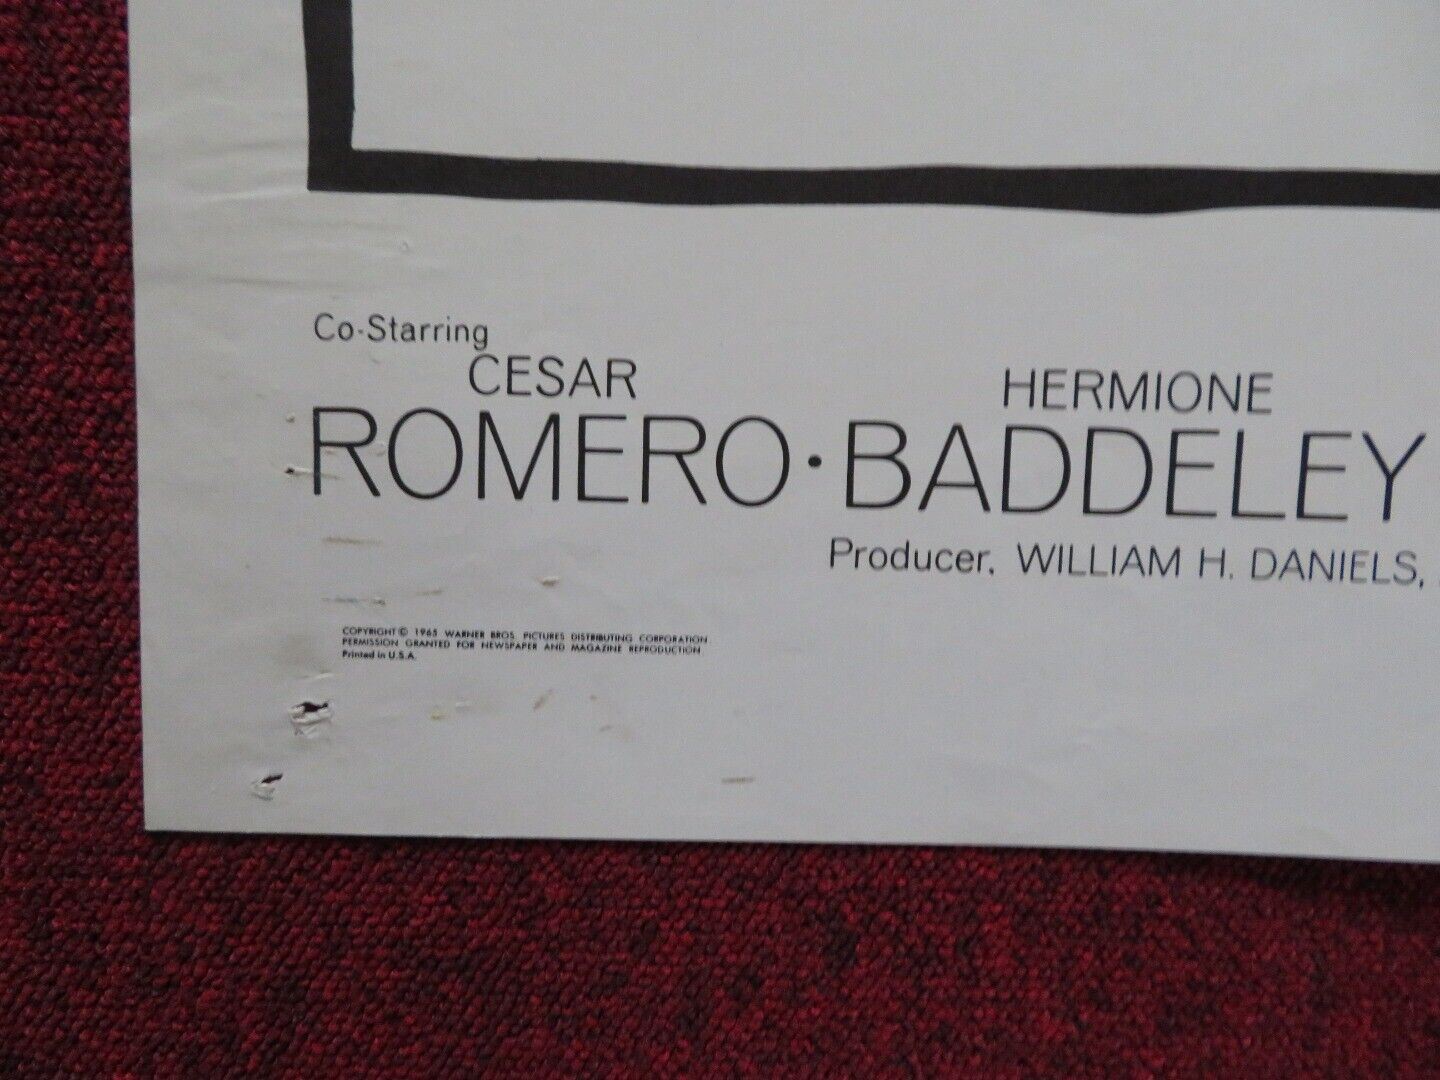 Co-Starring
CESAR HERMIONE
ROMERO · BADDELEY
Producer, WILLIAM H. DANIELS,
COPYRIGHT © 1965 WARNER BROS. PICTURES DISTRIBUTING CORPORATION
PERMISSION GRANTED FOR NEWSPAPER AND MAGAZINE REPRODUCTION
Printed in U.S.A.